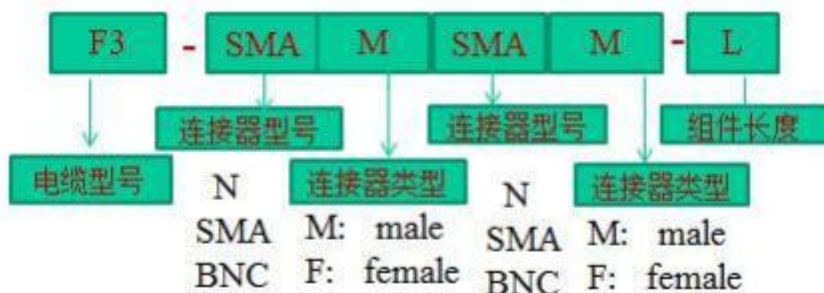 F3 - SMA M SMA M - L
连接器型号 连接器型号 组件长度
电缆型号 N 连接器类型 N 连接器类型
SMA M: male SMA M: male
BNC F: female BNC F: female